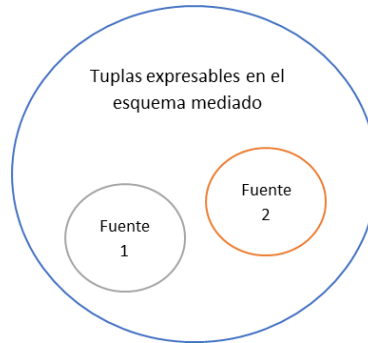 Tuplas expresables en el
esquema mediado
Fuente
1
Fuente
2